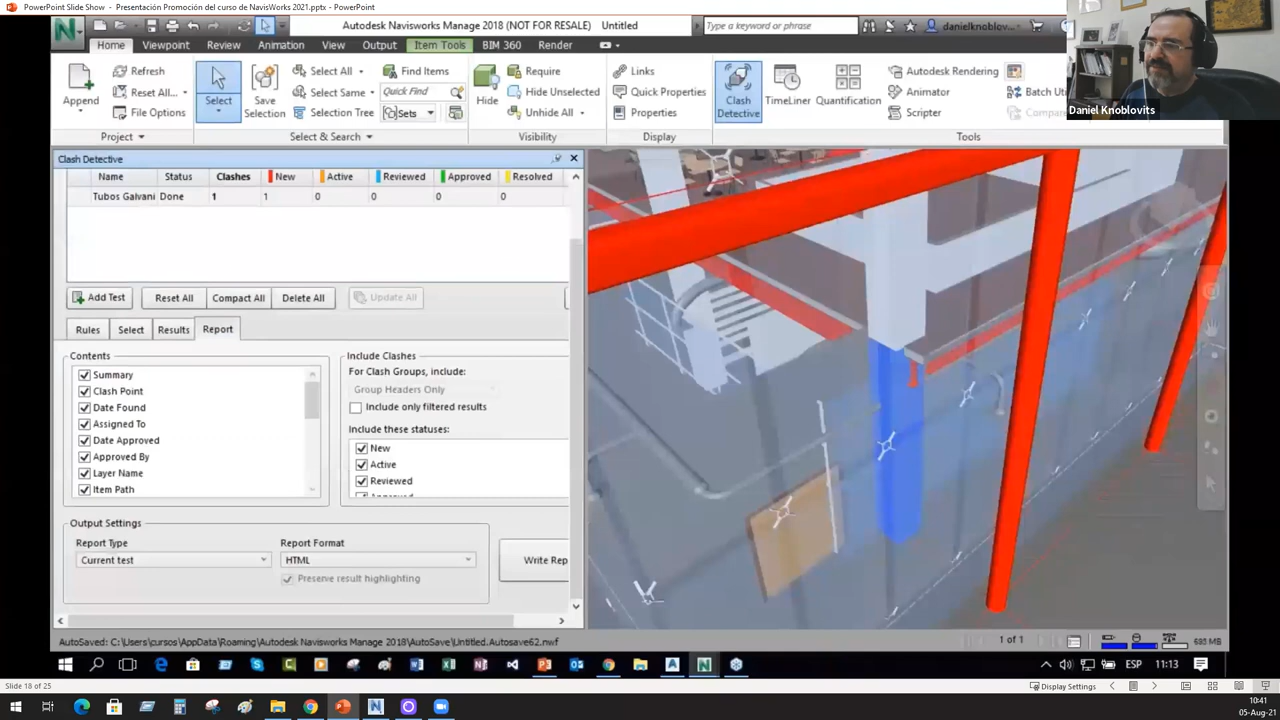 PowerPoint Slide Show - Presentación Promoción del curso de NavisWorks 2021.pptx - PowerPoint
Autodesk Navisworks Manage 2018 (NOT FOR RESALE) Untitled
Type a keyword or phrase
danielknoblov...
Home Viewpoint Review Animation View Output Item Tools BIM 360 Render
Append
Refresh
Reset All...
File Options
Project
Select
Save Selection
Select All
Select Same
Selection Tree
Find Items
Quick Find
Sets
Select & Search
Hide
Require
Hide Unselected
Unhide All
Visibility
Links
Quick Properties
Properties
Display
Clash Detective
TimeLiner
Quantification
Autodesk Rendering
Animator
Scripter
Batch Ut
Compare
Tools
Daniel Knoblovits
Clash Detective
Name Status Clashes New Active Reviewed Approved Resolved
Tubos Galvani Done 1 1 0 0 0 0
Add Test Reset All Compact All Delete All Update All
Rules Select Results Report
Contents
Summary
Clash Point
Date Found
Assigned To
Date Approved
Approved By
Layer Name
Item Path
Include Clashes
For Clash Groups, include:
Group Headers Only
Include only filtered results
Include these statuses:
New
Active
Reviewed
Approved
Output Settings
Report Type
Current test
Report Format
HTML
Preserve result highlighting
Write Rep
AutoSaved: C:\Users\cursos\AppData\Roaming\Autodesk Navisworks Manage 2018\AutoSave\Untitled.Autosave62.nwf
1 of 1
685 MB
ESP 11:13
Slide 18 of 25
Display Settings
10:41
05-Aug-21